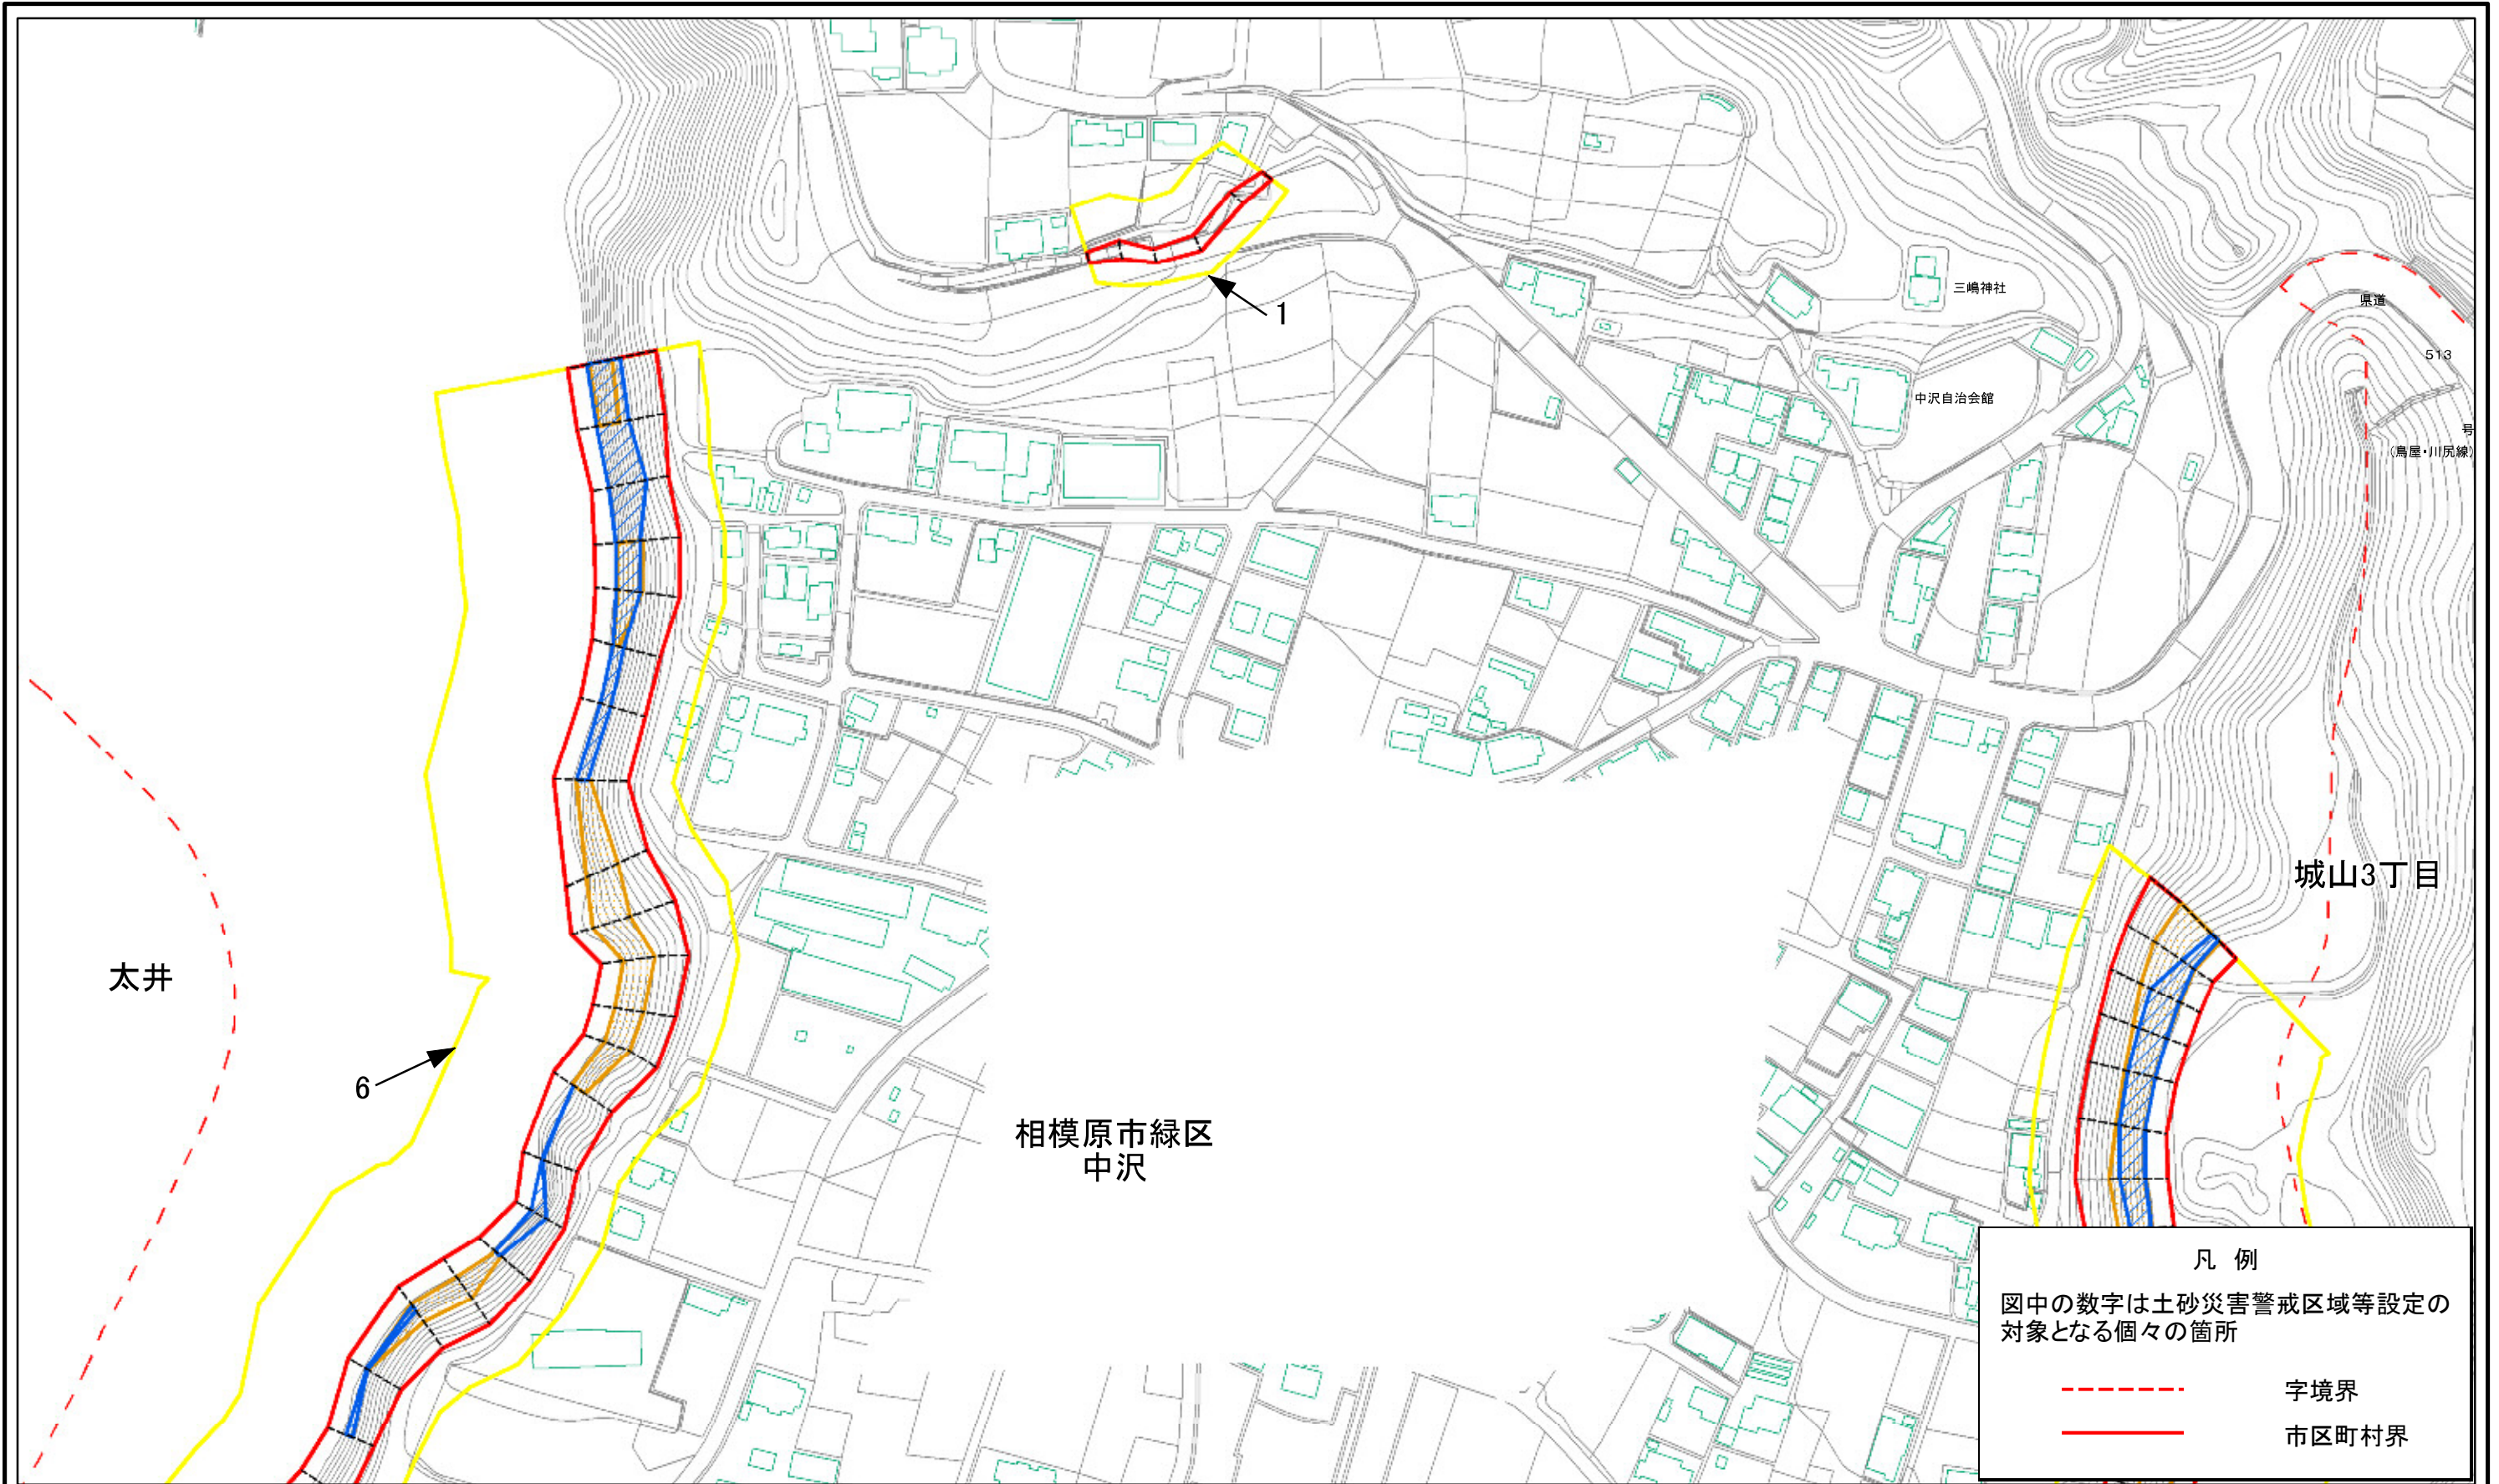 1
三嶋神社
県道
513
号
(鳥屋・川尻線)
中沢自治会館
城山3丁目
太井
6
相模原市緑区
中沢
凡 例
図中の数字は土砂災害警戒区域等設定の
対象となる個々の箇所
字境界
市区町村界